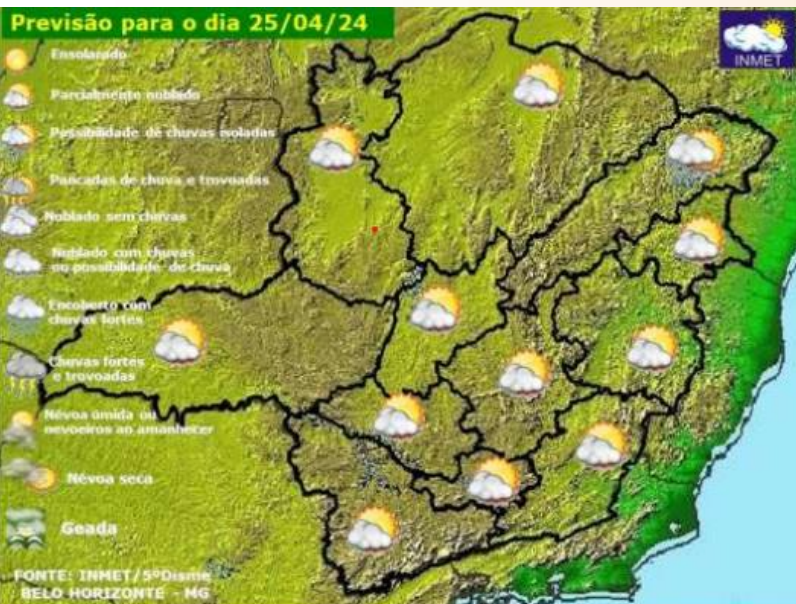 Previsão para o dia 25/04/24
INMET
Ensolarado
Parcialmente nublado
Possibilidade de chuvas isoladas
Pancadas de chuva e trovoadas
Noblado sem chuvas
Nublado com chuvas
ou possibilidade de chuva
Encoberto com
chuvas fortes
Chuvas fortes
e trovoadas
Névoa úmida ou
nevoeiros ao amanhecer
Névoa seca
Geada
FONTE: INMET/5ºDisme
BELO HORIZONTE - MG